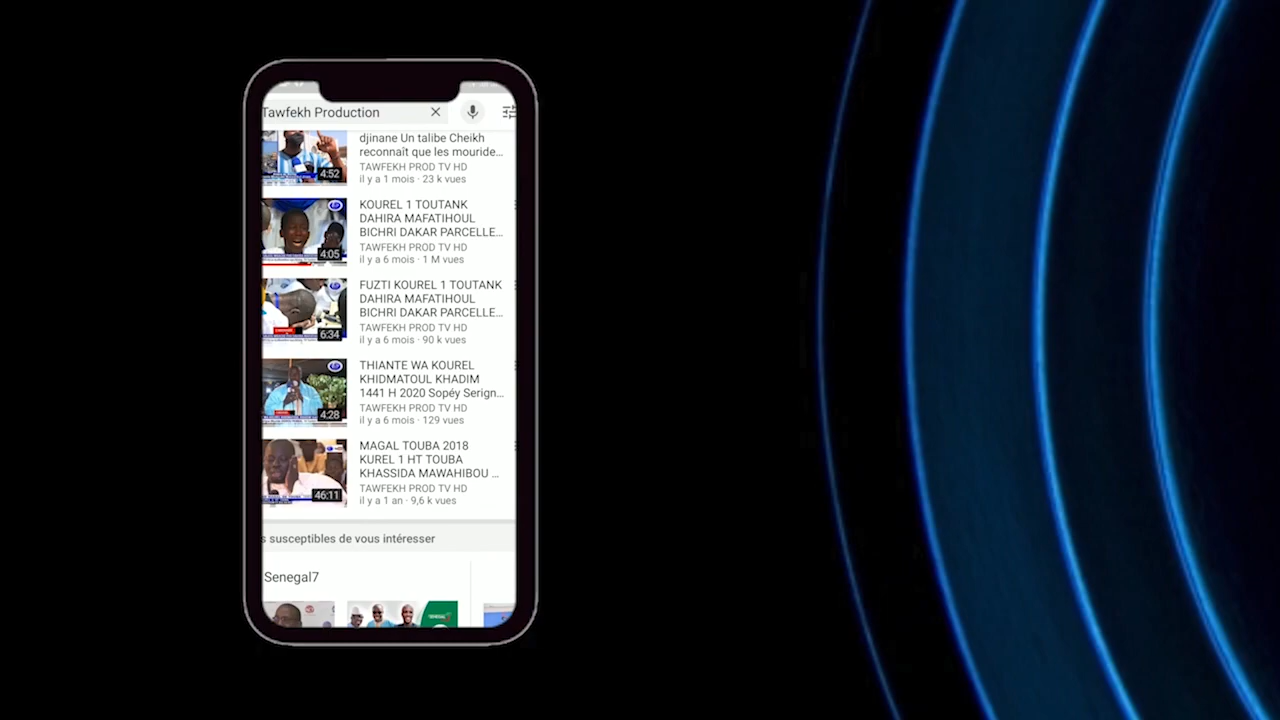 Tawfekh Production
djinane Un talibe Cheikh
reconnaît que les mouride...
TAWFEKH PROD TV HD
il y a 1 mois · 23 k vues
4:52
KOUREL 1 TOUTANK
DAHIRA MAFATIHOUL
BICHRI DAKAR PARCELLE...
TAWFEKH PROD TV HD
il y a 6 mois · 1 M vues
4:05
FUZTI KOUREL 1 TOUTANK
DAHIRA MAFATIHOUL
BICHRI DAKAR PARCELLE...
TAWFEKH PROD TV HD
il y a 6 mois · 90 k vues
6:34
THIANTE WA KOUREL
KHIDMATOUL KHADIM
1441 H 2020 Sopéy Serign...
TAWFEKH PROD TV HD
il y a 6 mois · 129 vues
4:28
MAGAL TOUBA 2018
KUREL 1 HT TOUBA
KHASSIDA MAWAHIBOU ...
TAWFEKH PROD TV HD
il y a 1 an · 9,6 k vues
46:11
s susceptibles de vous intéresser
Senegal7